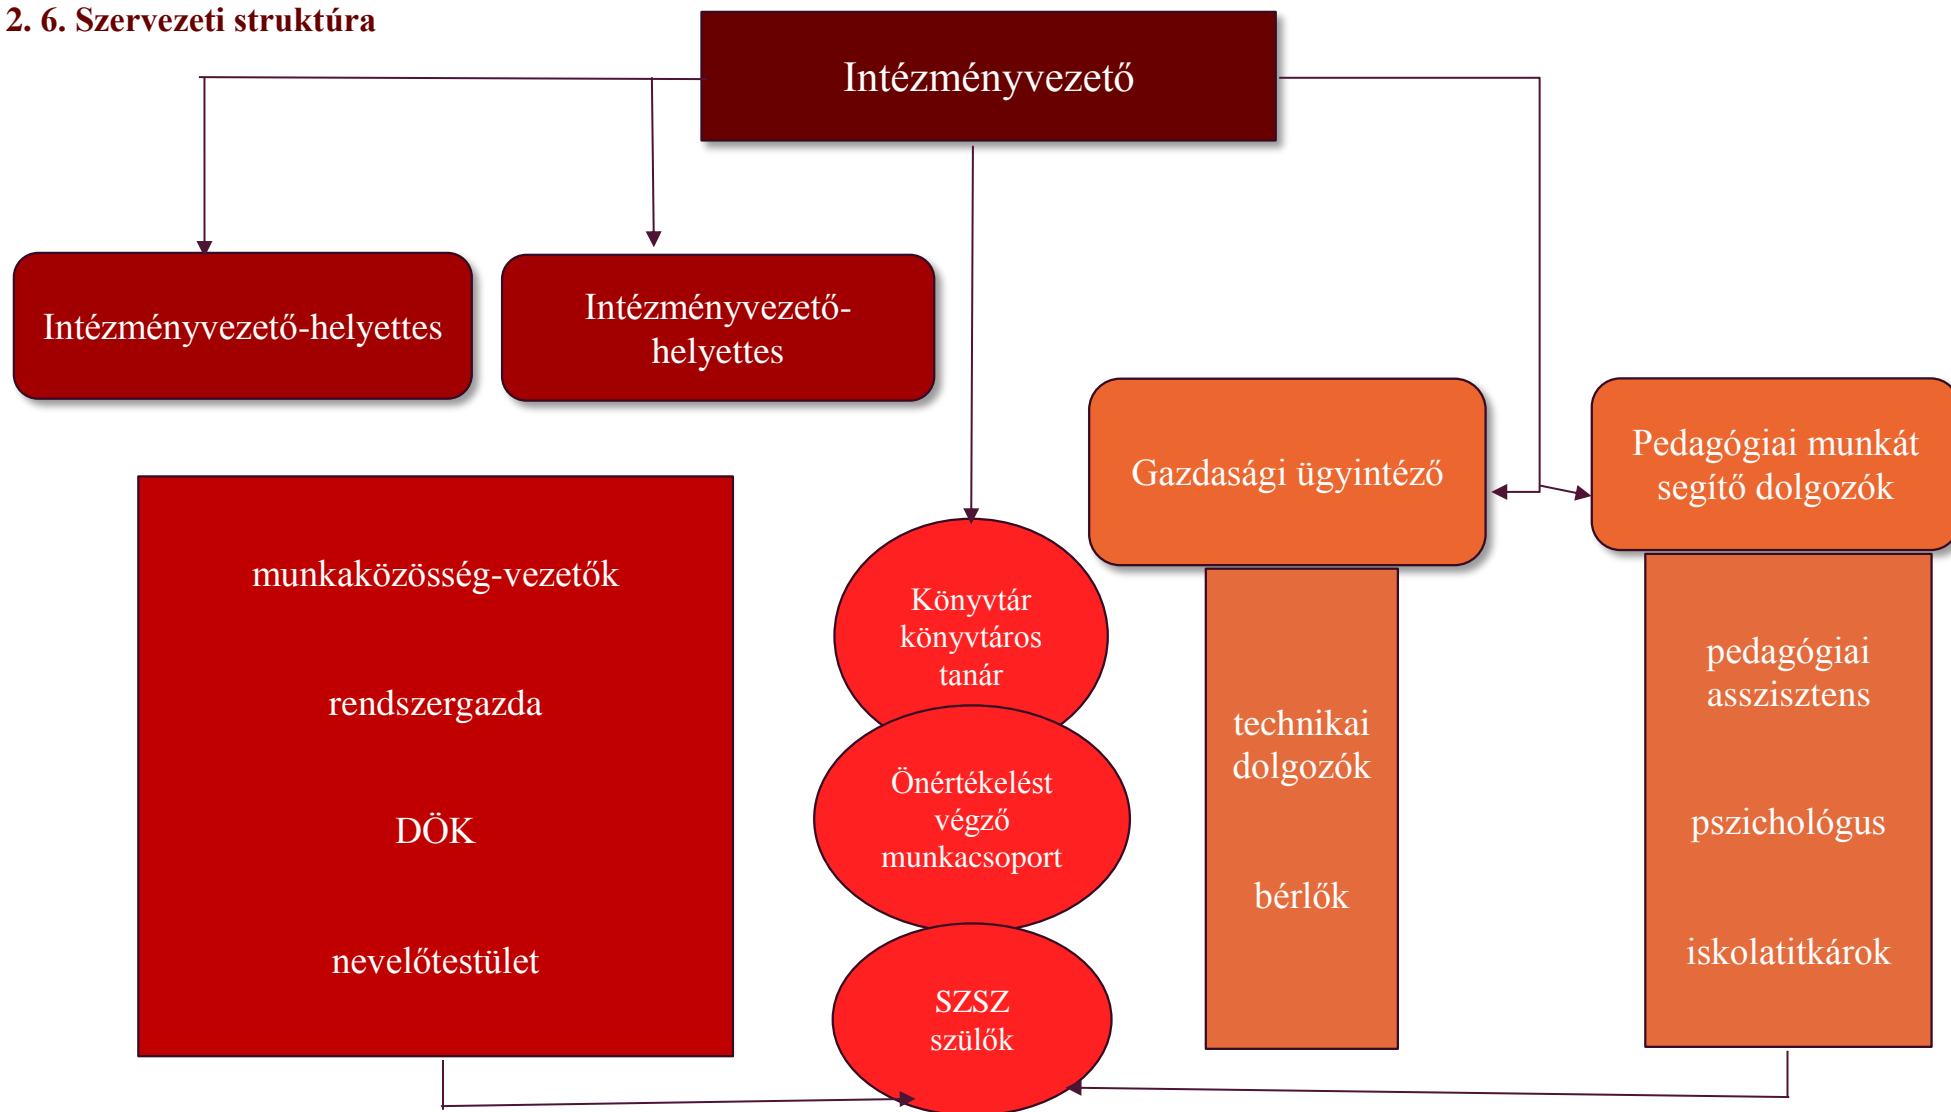 2. 6. Szervezeti struktúra
Intézményvezető
Intézményvezető-helyettes
Intézményvezető-
helyettes
Gazdasági ügyintéző
Pedagógiai munkát
segítő dolgozók
munkaközösség-vezetők
rendszergazda
DÖK
nevelőtestület
Könyvtár
könyvtáros
tanár
Önértékelést
végző
munkacsoport
SZSZ
szülők
technikai
dolgozók
bérlők
pedagógiai
asszisztens
pszichológus
iskolatitkárok